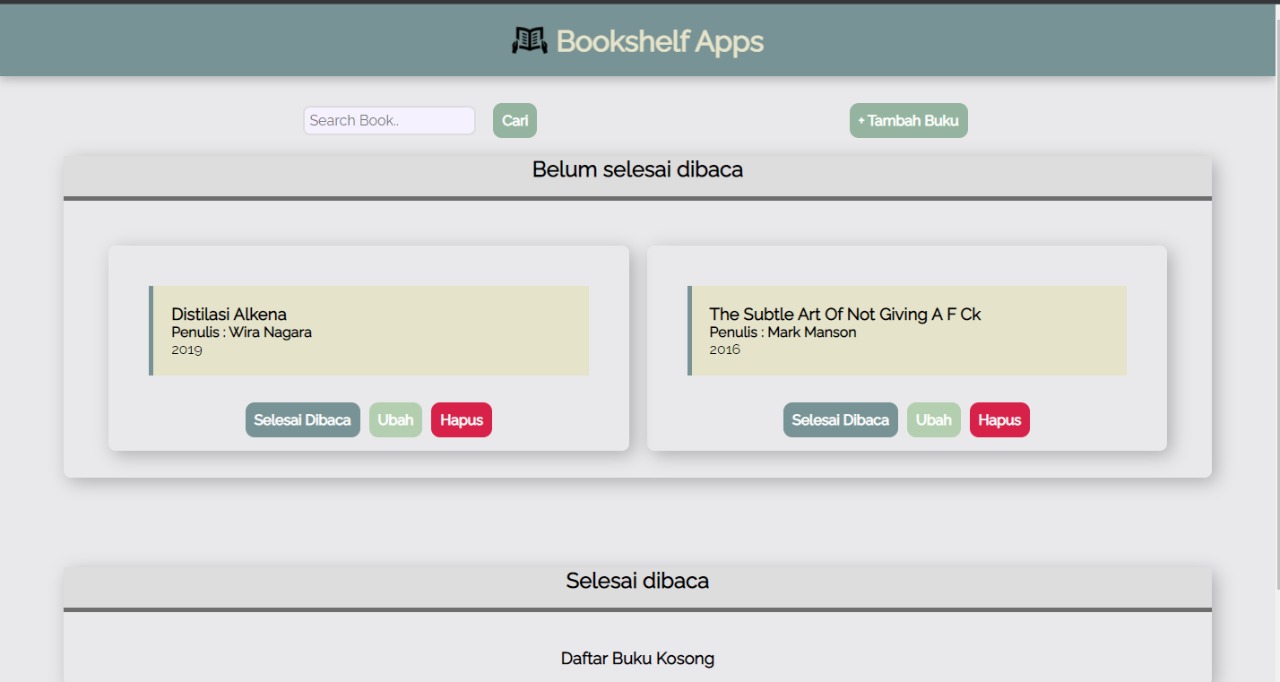 Bookshelf Apps
Search Book..
Cari
+ Tambah Buku
Belum selesai dibaca
Distilasi Alkena
Penulis : Wira Nagara
2019
Selesai Dibaca
Ubah
Hapus
The Subtle Art Of Not Giving A F Ck
Penulis : Mark Manson
2016
Selesai Dibaca
Ubah
Hapus
Selesai dibaca
Daftar Buku Kosong